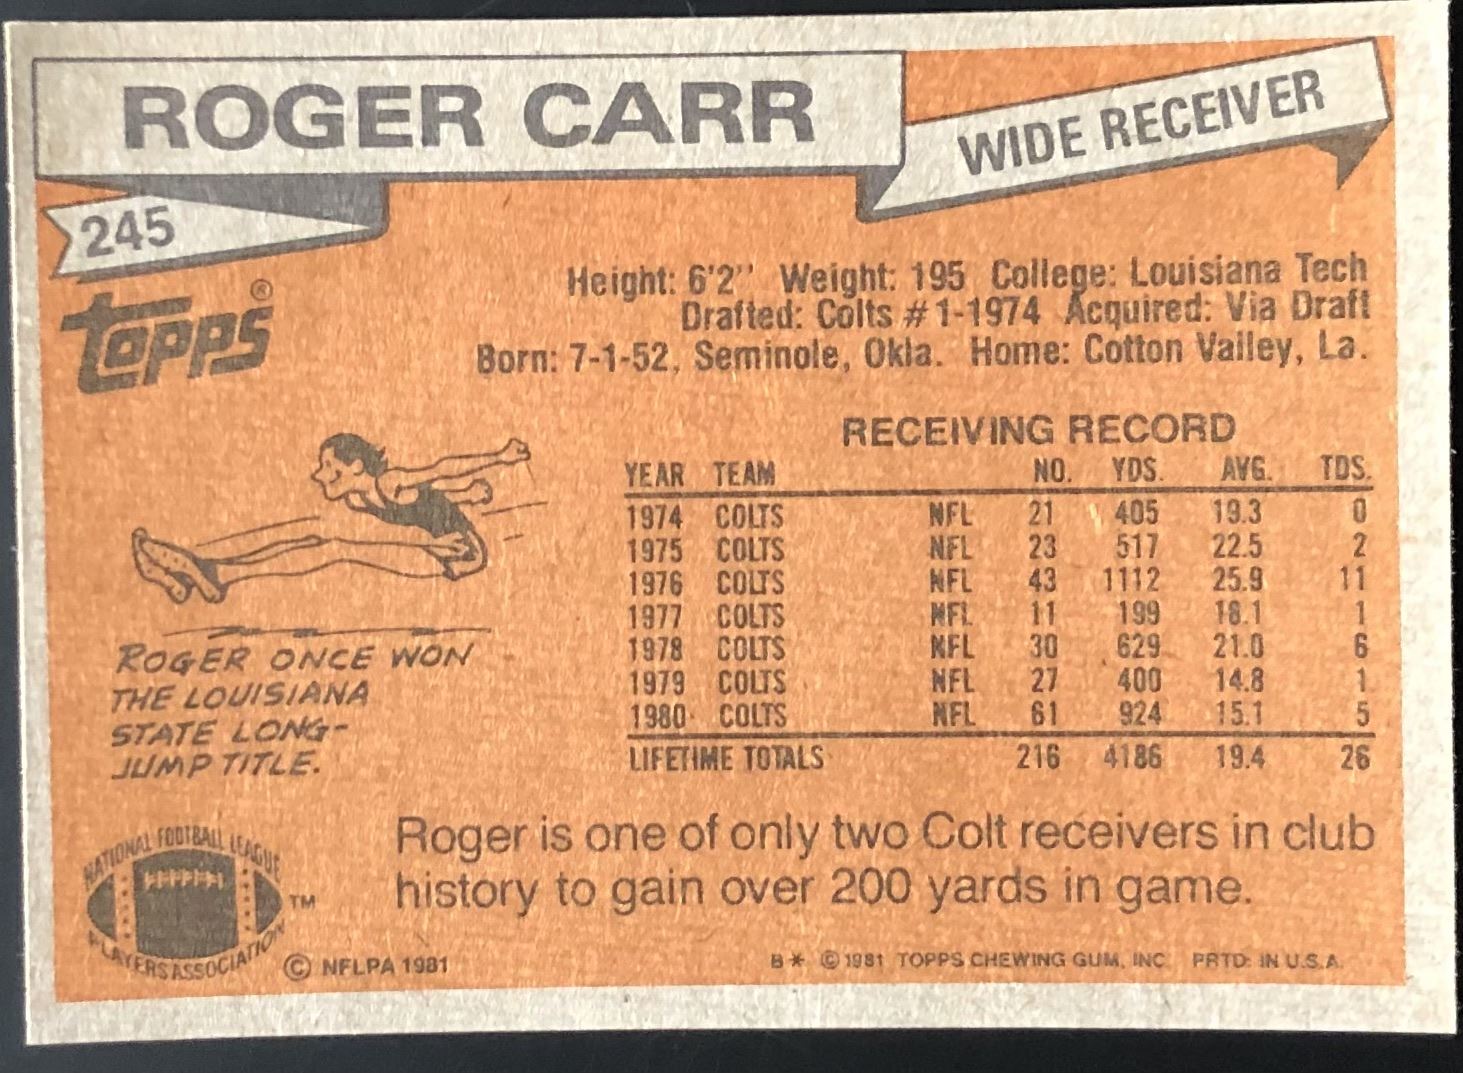 ROGER CARR
WIDE RECEIVER
245
Topps®
Height: 6'2" Weight: 195 College: Louisiana Tech
Drafted: Colts #1-1974 Acquired: Via Draft
Born: 7-1-52, Seminole, Okla. Home: Cotton Valley, La.
RECEIVING RECORD
YEAR TEAM NO. YDS. AVG. TDS.
1974 COLTS NFL 21 405 19.3 0
1975 COLTS NFL 23 517 22.5 2
1976 COLTS NFL 43 1112 25.9 11
1977 COLTS NFL 11 199 18.1 1
1978 COLTS NFL 30 629 21.0 6
1979 COLTS NFL 27 400 14.8 1
1980 COLTS NFL 61 924 15.1 5
LIFETIME TOTALS 216 4186 19.4 26
ROGER ONCE WON
THE LOUISIANA
STATE LONG-
JUMP TITLE.
Roger is one of only two Colt receivers in club
history to gain over 200 yards in game.
NATIONAL FOOTBALL LEAGUE
PLAYERS ASSOCIATION
TM
© NFLPA 1981
B* © 1981 TOPPS CHEWING GUM, INC. PRTD. IN U.S.A.